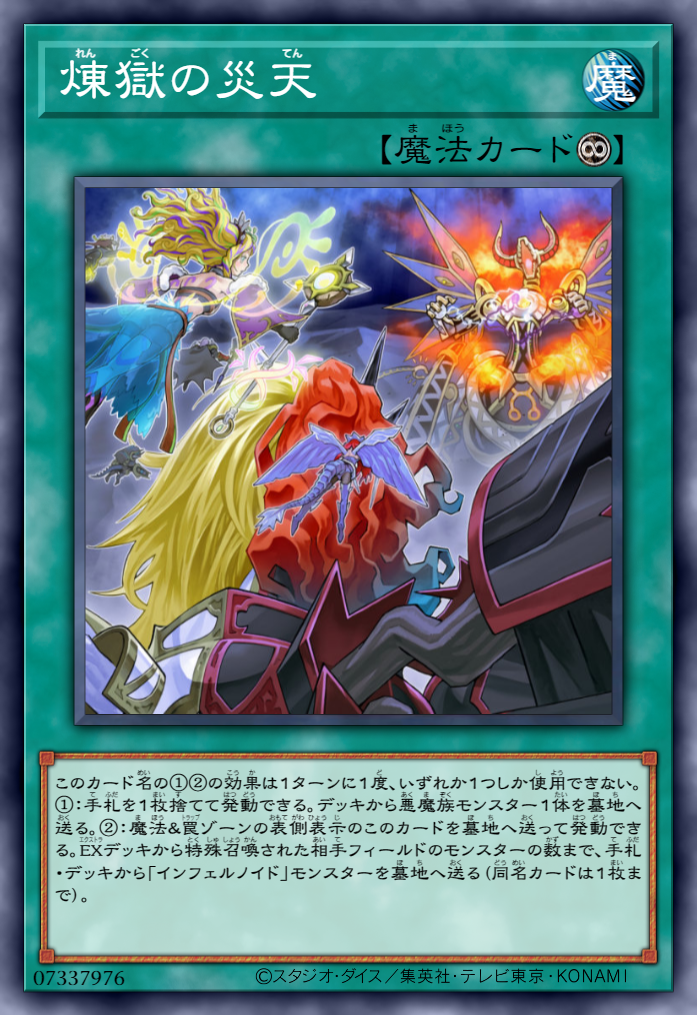 煉獄の災天
魔
【魔法カード】
このカード名の①②の効果は1ターンに1度、いずれか1つしか使用できない。
①:手札を1枚捨てて発動できる。デッキから悪魔族モンスター1体を墓地へ
送る。②:魔法&罠ゾーンの表側表示のこのカードを墓地へ送って発動でき
る。EXデッキから特殊召喚された相手フィールドのモンスターの数まで、手札
・デッキから「インフェルノイド」モンスターを墓地へ送る(同名カードは1枚ま
で)。
07337976
©スタジオ・ダイス/集英社・テレビ東京・KONAMI